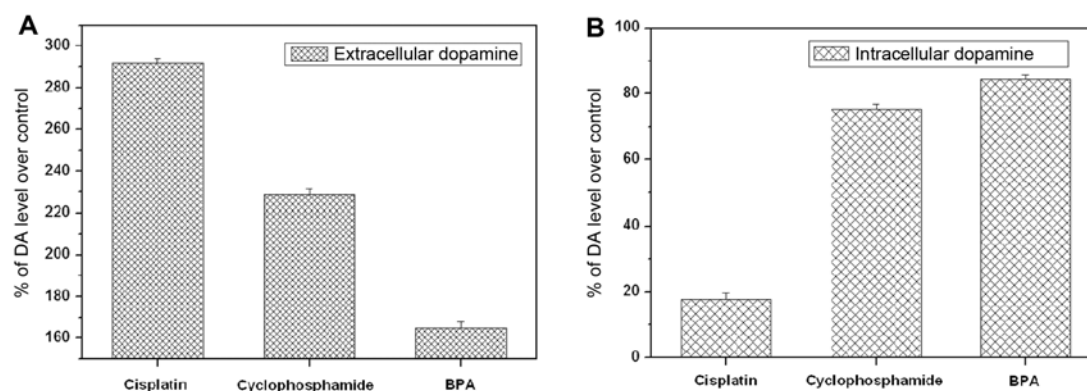 A
Extracellular dopamine
% of DA level over control
300
280
260
240
220
200
180
160
Cisplatin Cyclophosphamide BPA
B
Intracellular dopamine
% of DA level over control
100
80
60
40
20
0
Cisplatin Cyclophosphamide BPA